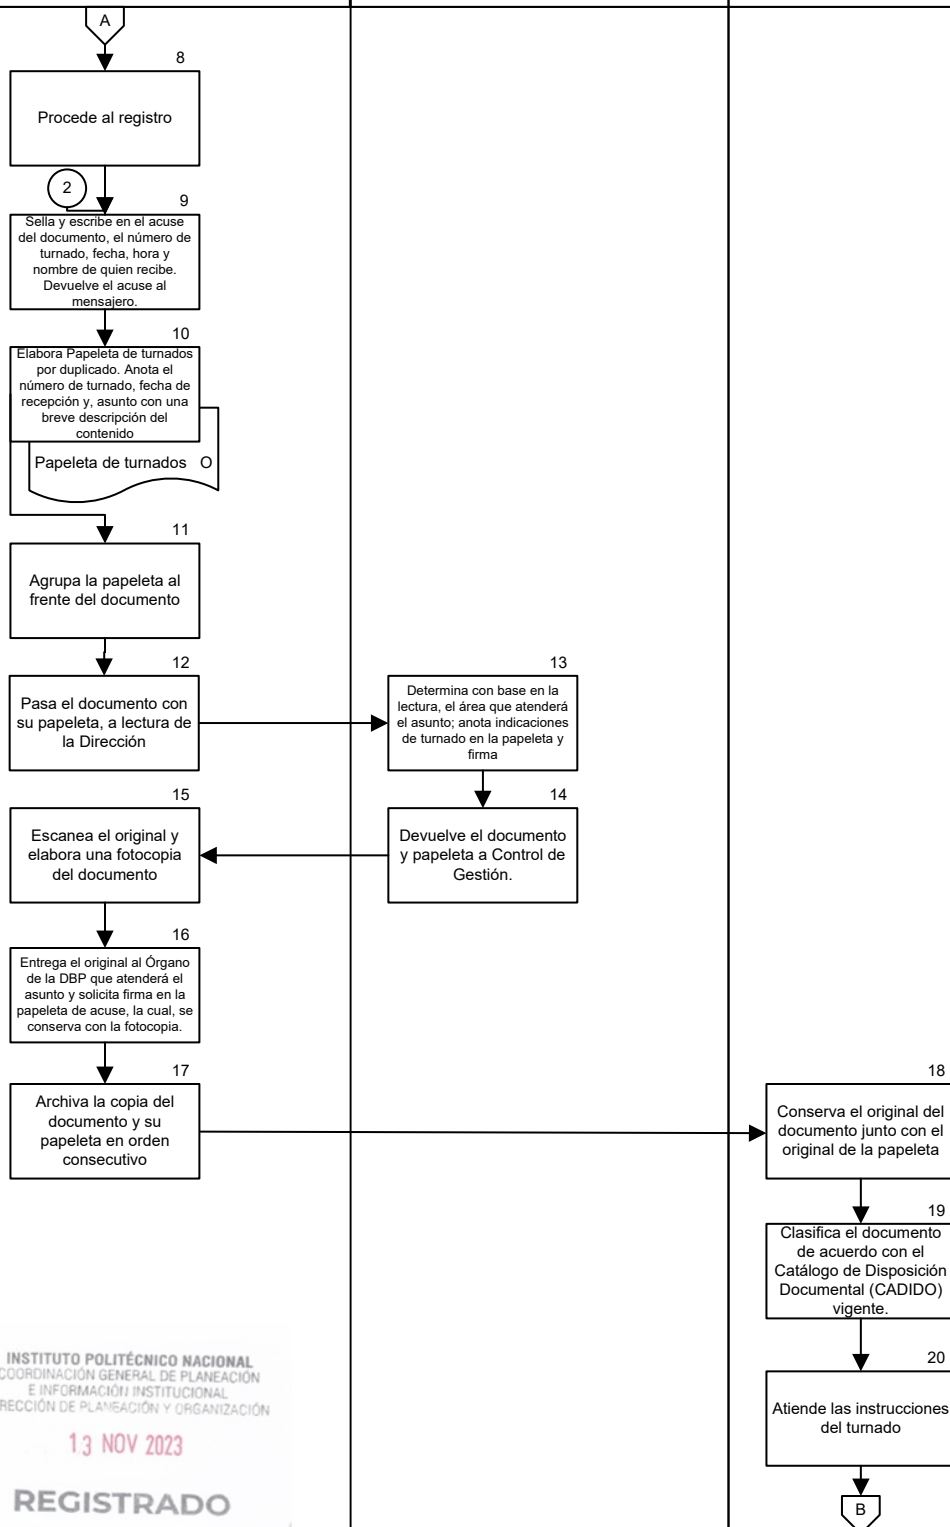 A
8
Procede al registro
2
9
Sella y escribe en el acuse
del documento, el número de
turnado, fecha, hora y
nombre de quien recibe.
Devuelve el acuse al
mensajero.
10
Elabora Papeleta de turnados
por duplicado. Anota el
número de turnado, fecha de
recepción y, asunto con una
breve descripción del
contenido
Papeleta de turnados O
11
Agrupa la papeleta al
frente del documento
12
Pasa el documento con
su papeleta, a lectura de
la Dirección
13
Determina con base en la
lectura, el área que atenderá
el asunto; anota indicaciones
de turnado en la papeleta y
firma
14
Devuelve el documento
y papeleta a Control de
Gestión.
15
Escanea el original y
elabora una fotocopia
del documento
16
Entrega el original al Órgano
de la DBP que atenderá el
asunto y solicita firma en la
papeleta de acuse, la cual, se
conserva con la fotocopia.
17
Archiva la copia del
documento y su
papeleta en orden
consecutivo
18
Conserva el original del
documento junto con el
original de la papeleta
19
Clasifica el documento
de acuerdo con el
Catálogo de Disposición
Documental (CADIDO)
vigente.
20
Atiende las instrucciones
del turnado
B
INSTITUTO POLITÉCNICO NACIONAL
COORDINACIÓN GENERAL DE PLANEACIÓN
E INFORMACIÓN INSTITUCIONAL
RECCIÓN DE PLANEACIÓN Y ORGANIZACIÓN
13 NOV 2023
REGISTRADO